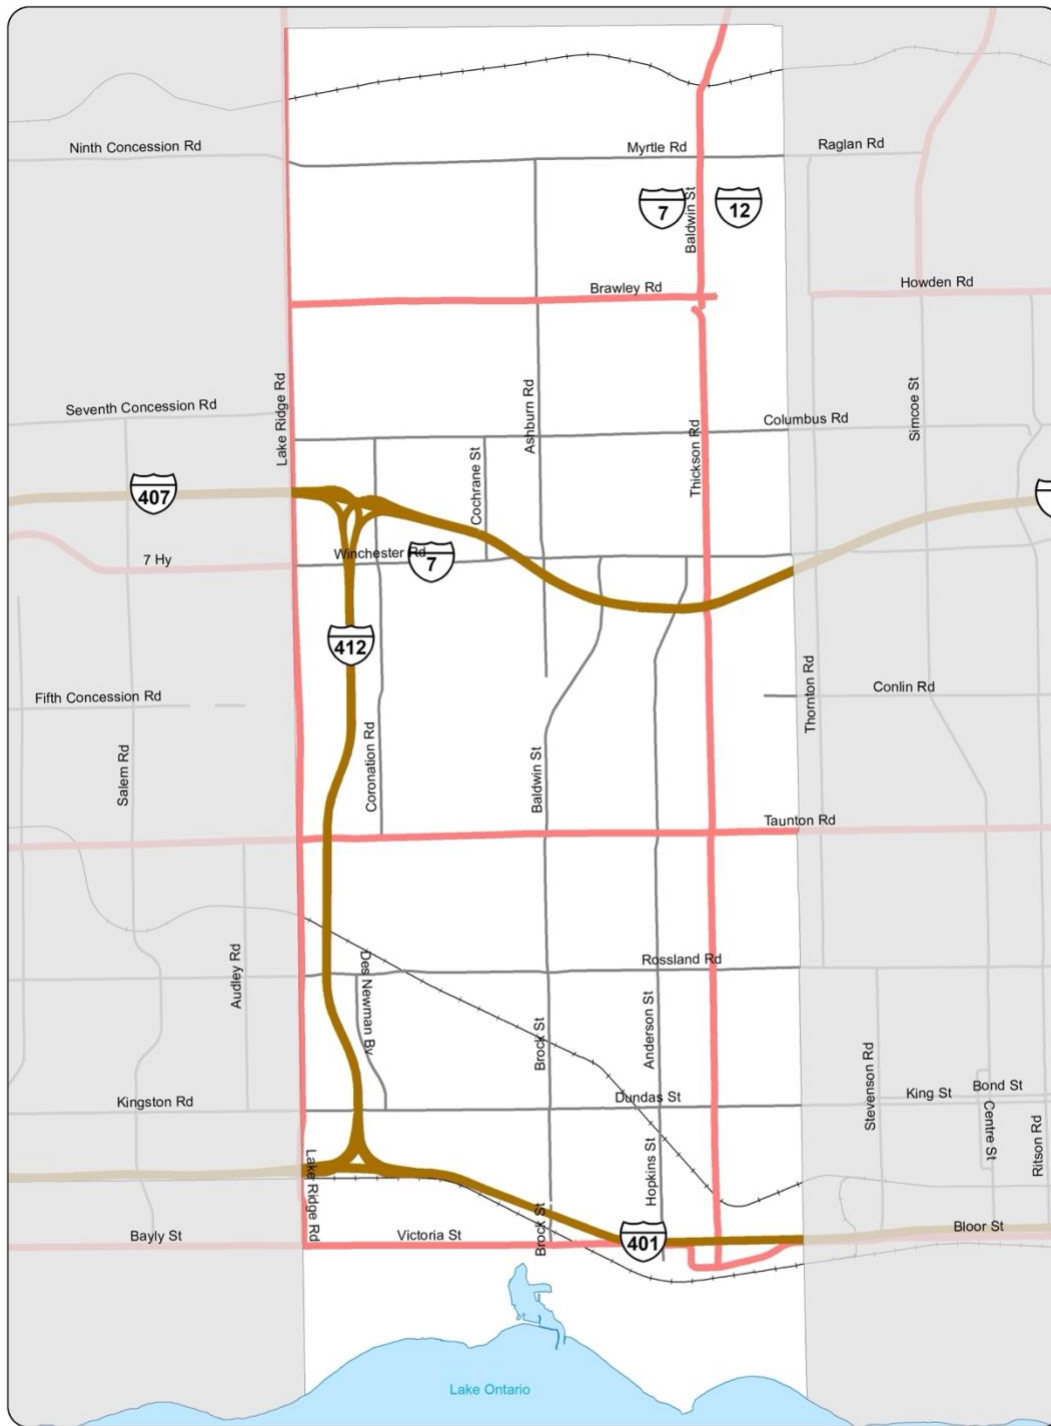 Ninth Concession Rd
Myrtle Rd
Raglan Rd
7
12
Baldwin St
Howden Rd
Brawley Rd
Lake Ridge Rd
Ashburn Rd
Simcoe St
Seventh Concession Rd
Columbus Rd
Thickson Rd
Cochrane St
407
Winchester Rd
7
7 Hy
412
Fifth Concession Rd
Conlin Rd
Thornton Rd
Salem Rd
Coronation Rd
Baldwin St
Taunton Rd
Audley Rd
Des Newman By
Rossland Rd
Brock St
Anderson St
Stevenson Rd
Kingston Rd
Dundas St
King St
Bond St
Centre St
Ritson Rd
Lake Ridge Rd
Hopkins St
Brock St
Bayly St
Victoria St
401
Bloor St
Lake Ontario